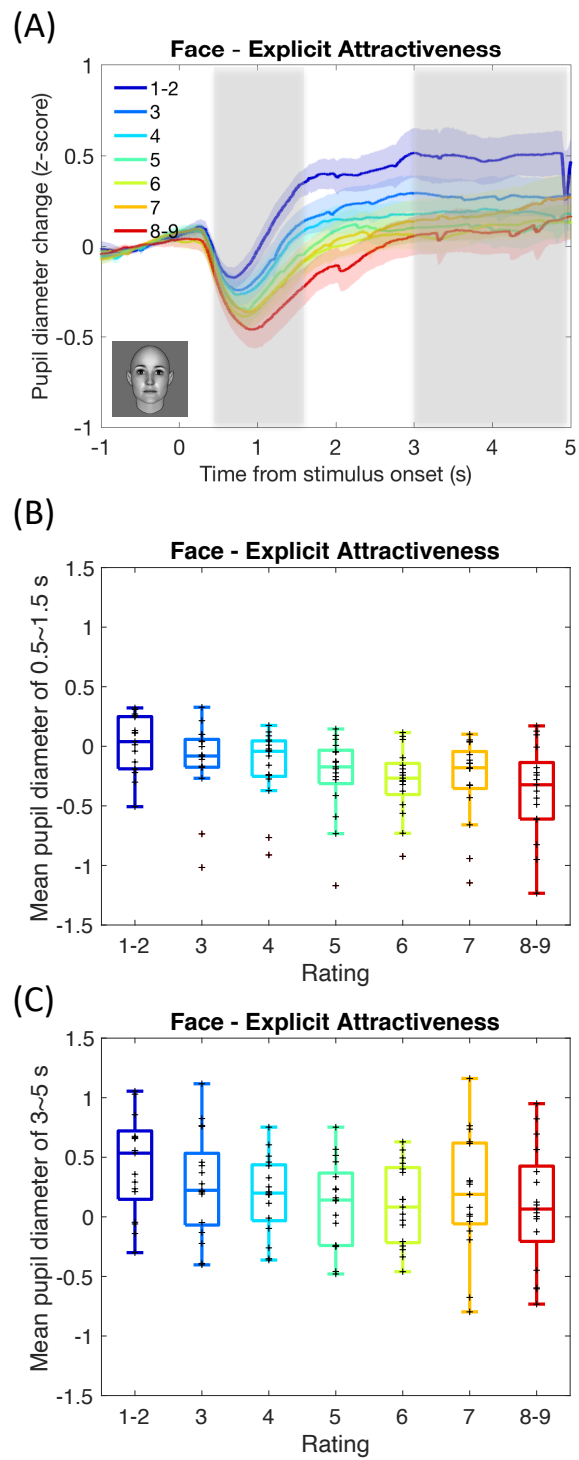 (A)
Face - Explicit Attractiveness
Pupil diameter change (z-score)
1
0.5
0
-0.5
-1
1-2
3
4
5
6
7
8-9
-1 0 1 2 3 4 5
Time from stimulus onset (s)
(B)
Face - Explicit Attractiveness
Mean pupil diameter of 0.5~1.5 s
1.5
1
0.5
0
-0.5
-1
-1.5
1-2 3 4 5 6 7 8-9
Rating
(C)
Face - Explicit Attractiveness
Mean pupil diameter of 3~5 s
1.5
1
0.5
0
-0.5
-1
-1.5
1-2 3 4 5 6 7 8-9
Rating